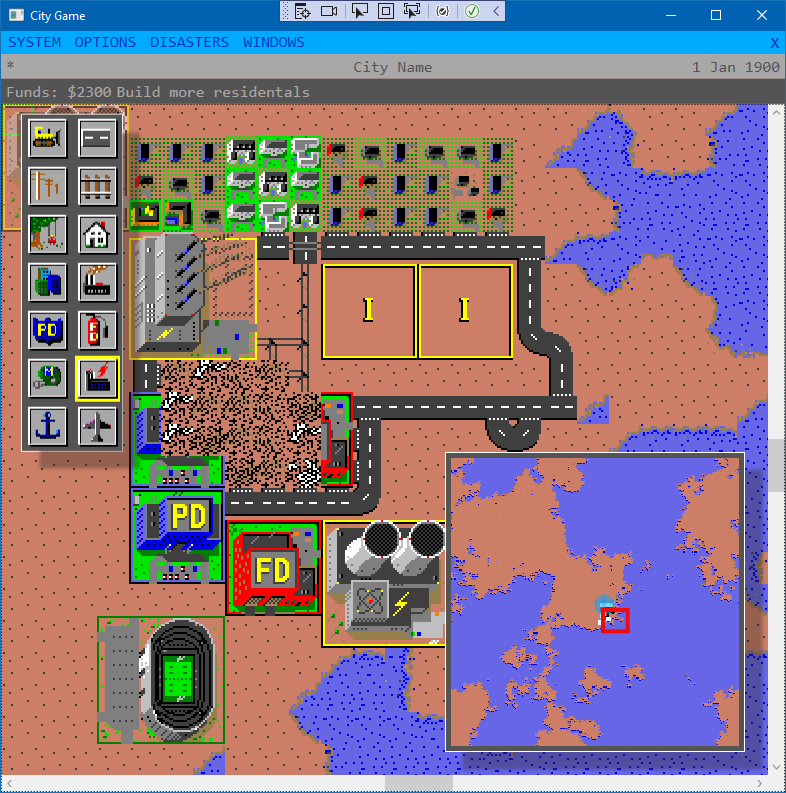 City Game
SYSTEM OPTIONS DISASTERS WINDOWS X
* City Name 1 Jan 1900
Funds: $2300 Build more residentals
PD FD
M
I I
PD
FD